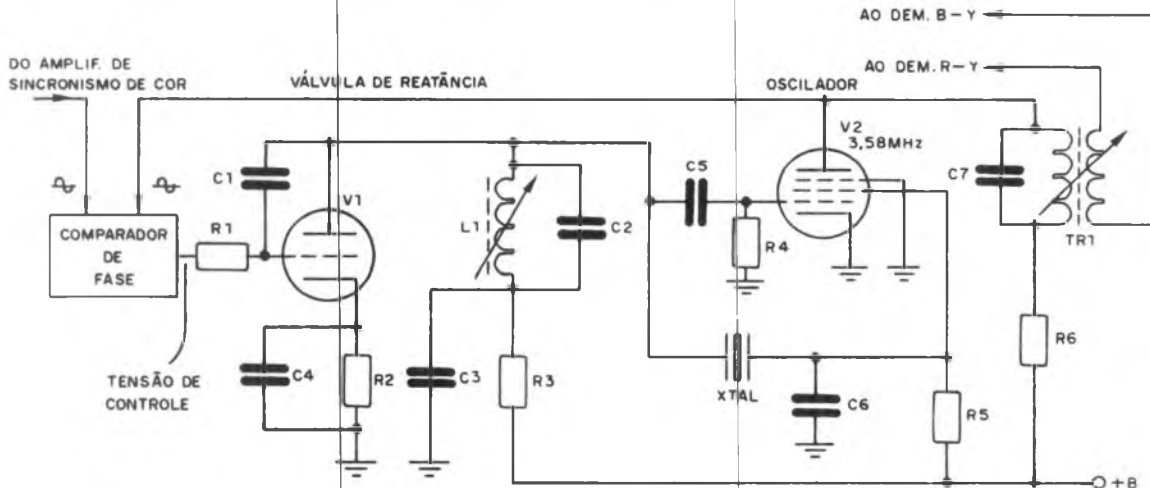 AO DEM. B-Y
DO AMPLIF. DE
SINCRONISMO DE COR
VÁLVULA DE REATÂNCIA
OSCILADOR
AO DEM. R-Y
V2
3,58MHz
C1
V1
C5
C7
R1
L1
C2
R4
TR1
COMPARADOR
DE
FASE
R6
TENSÃO DE
CONTROLE
C4
R2
C3
R3
XTAL
C6
R5
+B